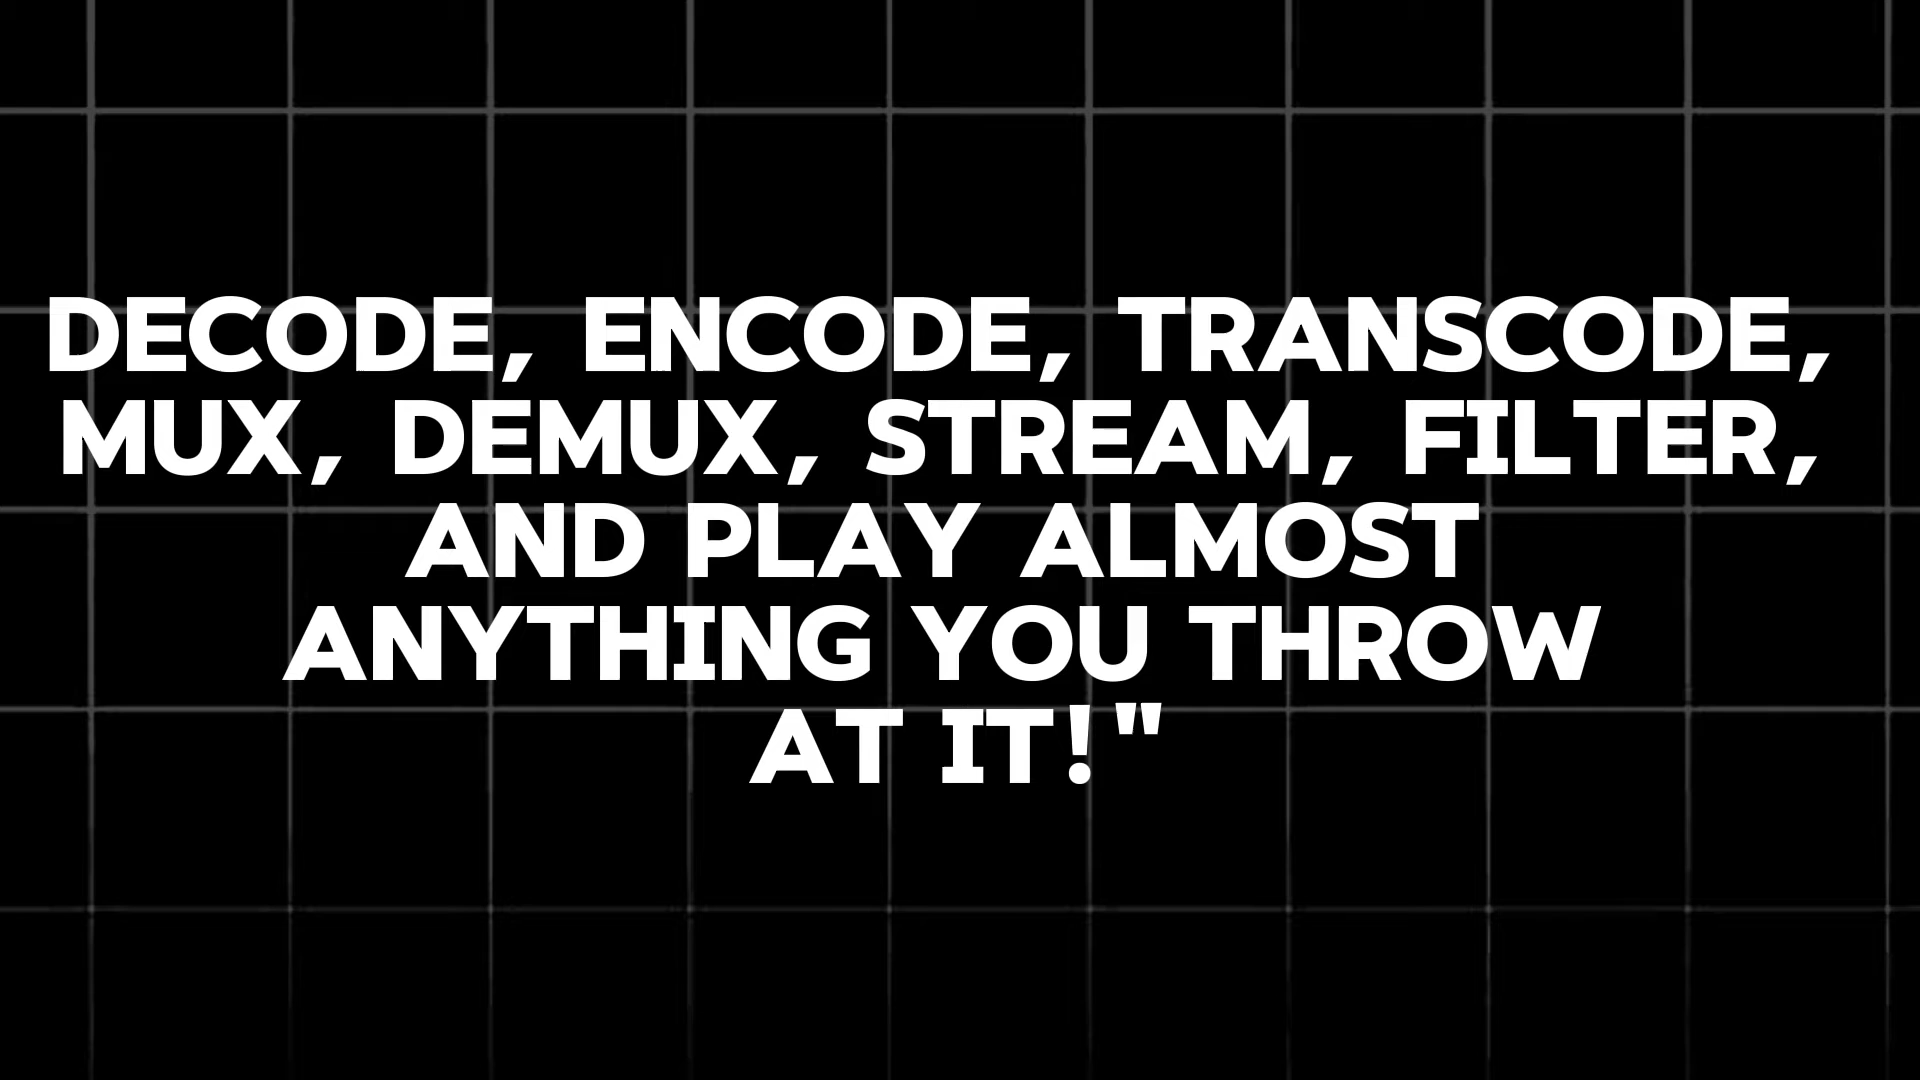 DECODE, ENCODE, TRANSCODE,
MUX, DEMUX, STREAM, FILTER,
AND PLAY ALMOST
ANYTHING YOU THROW
AT IT!"